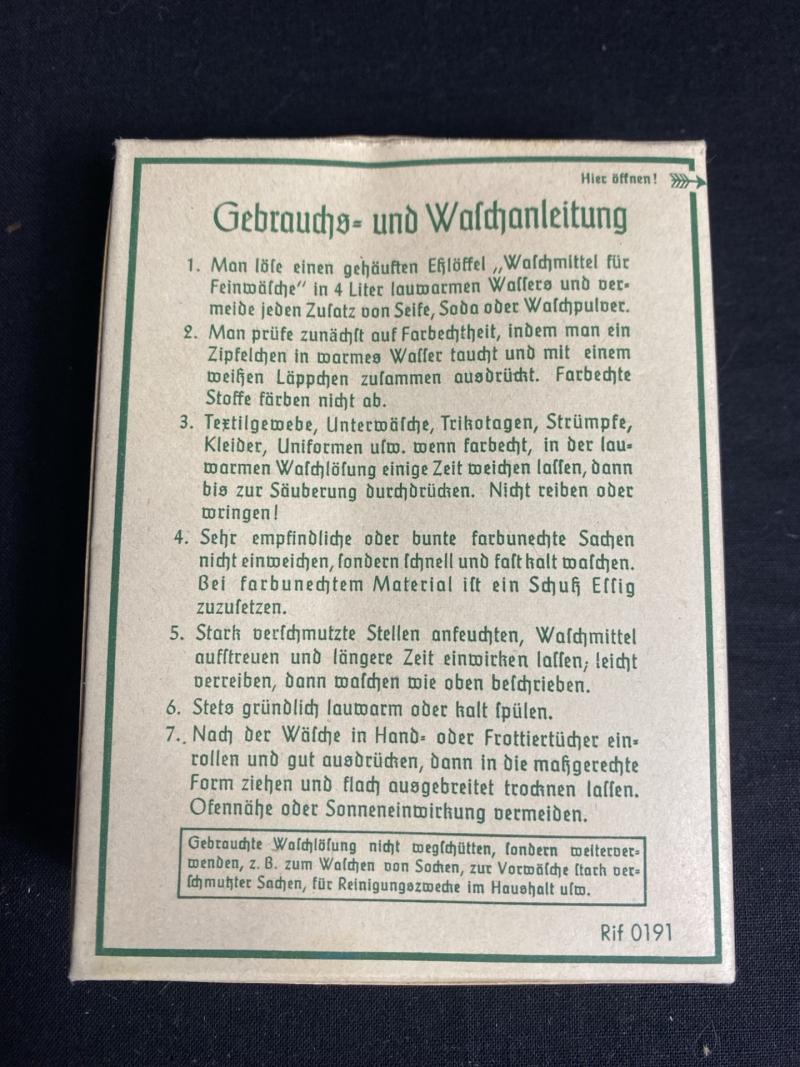 Hier öffnen!
Gebrauchs- und Waschanleitung
1. Man löse einen gehäuften Eßlöffel „Waschmittel für
Feinwäsche“ in 4 Liter lauwarmen Wassers und ver-
meide jeden Zusatz von Seife, Soda oder Waschpulver.
2. Man prüfe zunächst auf Farbechtheit, indem man ein
Zipfelchen in warmes Wasser taucht und mit einem
weißen Läppchen zusammen ausdrückt. Farbechte
Stoffe färben nicht ab.
3. Textilgewebe, Unterwäsche, Trikotagen, Strümpfe,
Kleider, Uniformen usw. wenn farbecht, in der lau-
warmen Waschlösung einige Zeit weichen lassen, dann
bis zur Säuberung durchdrücken. Nicht reiben oder
wringen!
4. Sehr empfindliche oder bunte farbunechte Sachen
nicht einweichen, sondern schnell und fast kalt waschen.
Bei farbunechtem Material ist ein Schuß Essig
zuzusetzen.
5. Stark verschmutzte Stellen anfeuchten, Waschmittel
aufstreuen und längere Zeit einwirken lassen; leicht
verreiben, dann waschen wie oben beschrieben.
6. Stets gründlich lauwarm oder kalt spülen.
7. Nach der Wäsche in Hand- oder Frottiertücher ein-
rollen und gut ausdrücken, dann in die maßgerechte
Form ziehen und flach ausgebreitet trocknen lassen.
Ofennähe oder Sonneneinwirkung vermeiden.
Gebrauchte Waschlösung nicht wegschütten, sondern weiterver-
wenden, z. B. zum Waschen von Socken, zur Vorwäsche stark ver-
schmutzter Sachen, für Reinigungszwecke im Haushalt usw.
Rif 0191